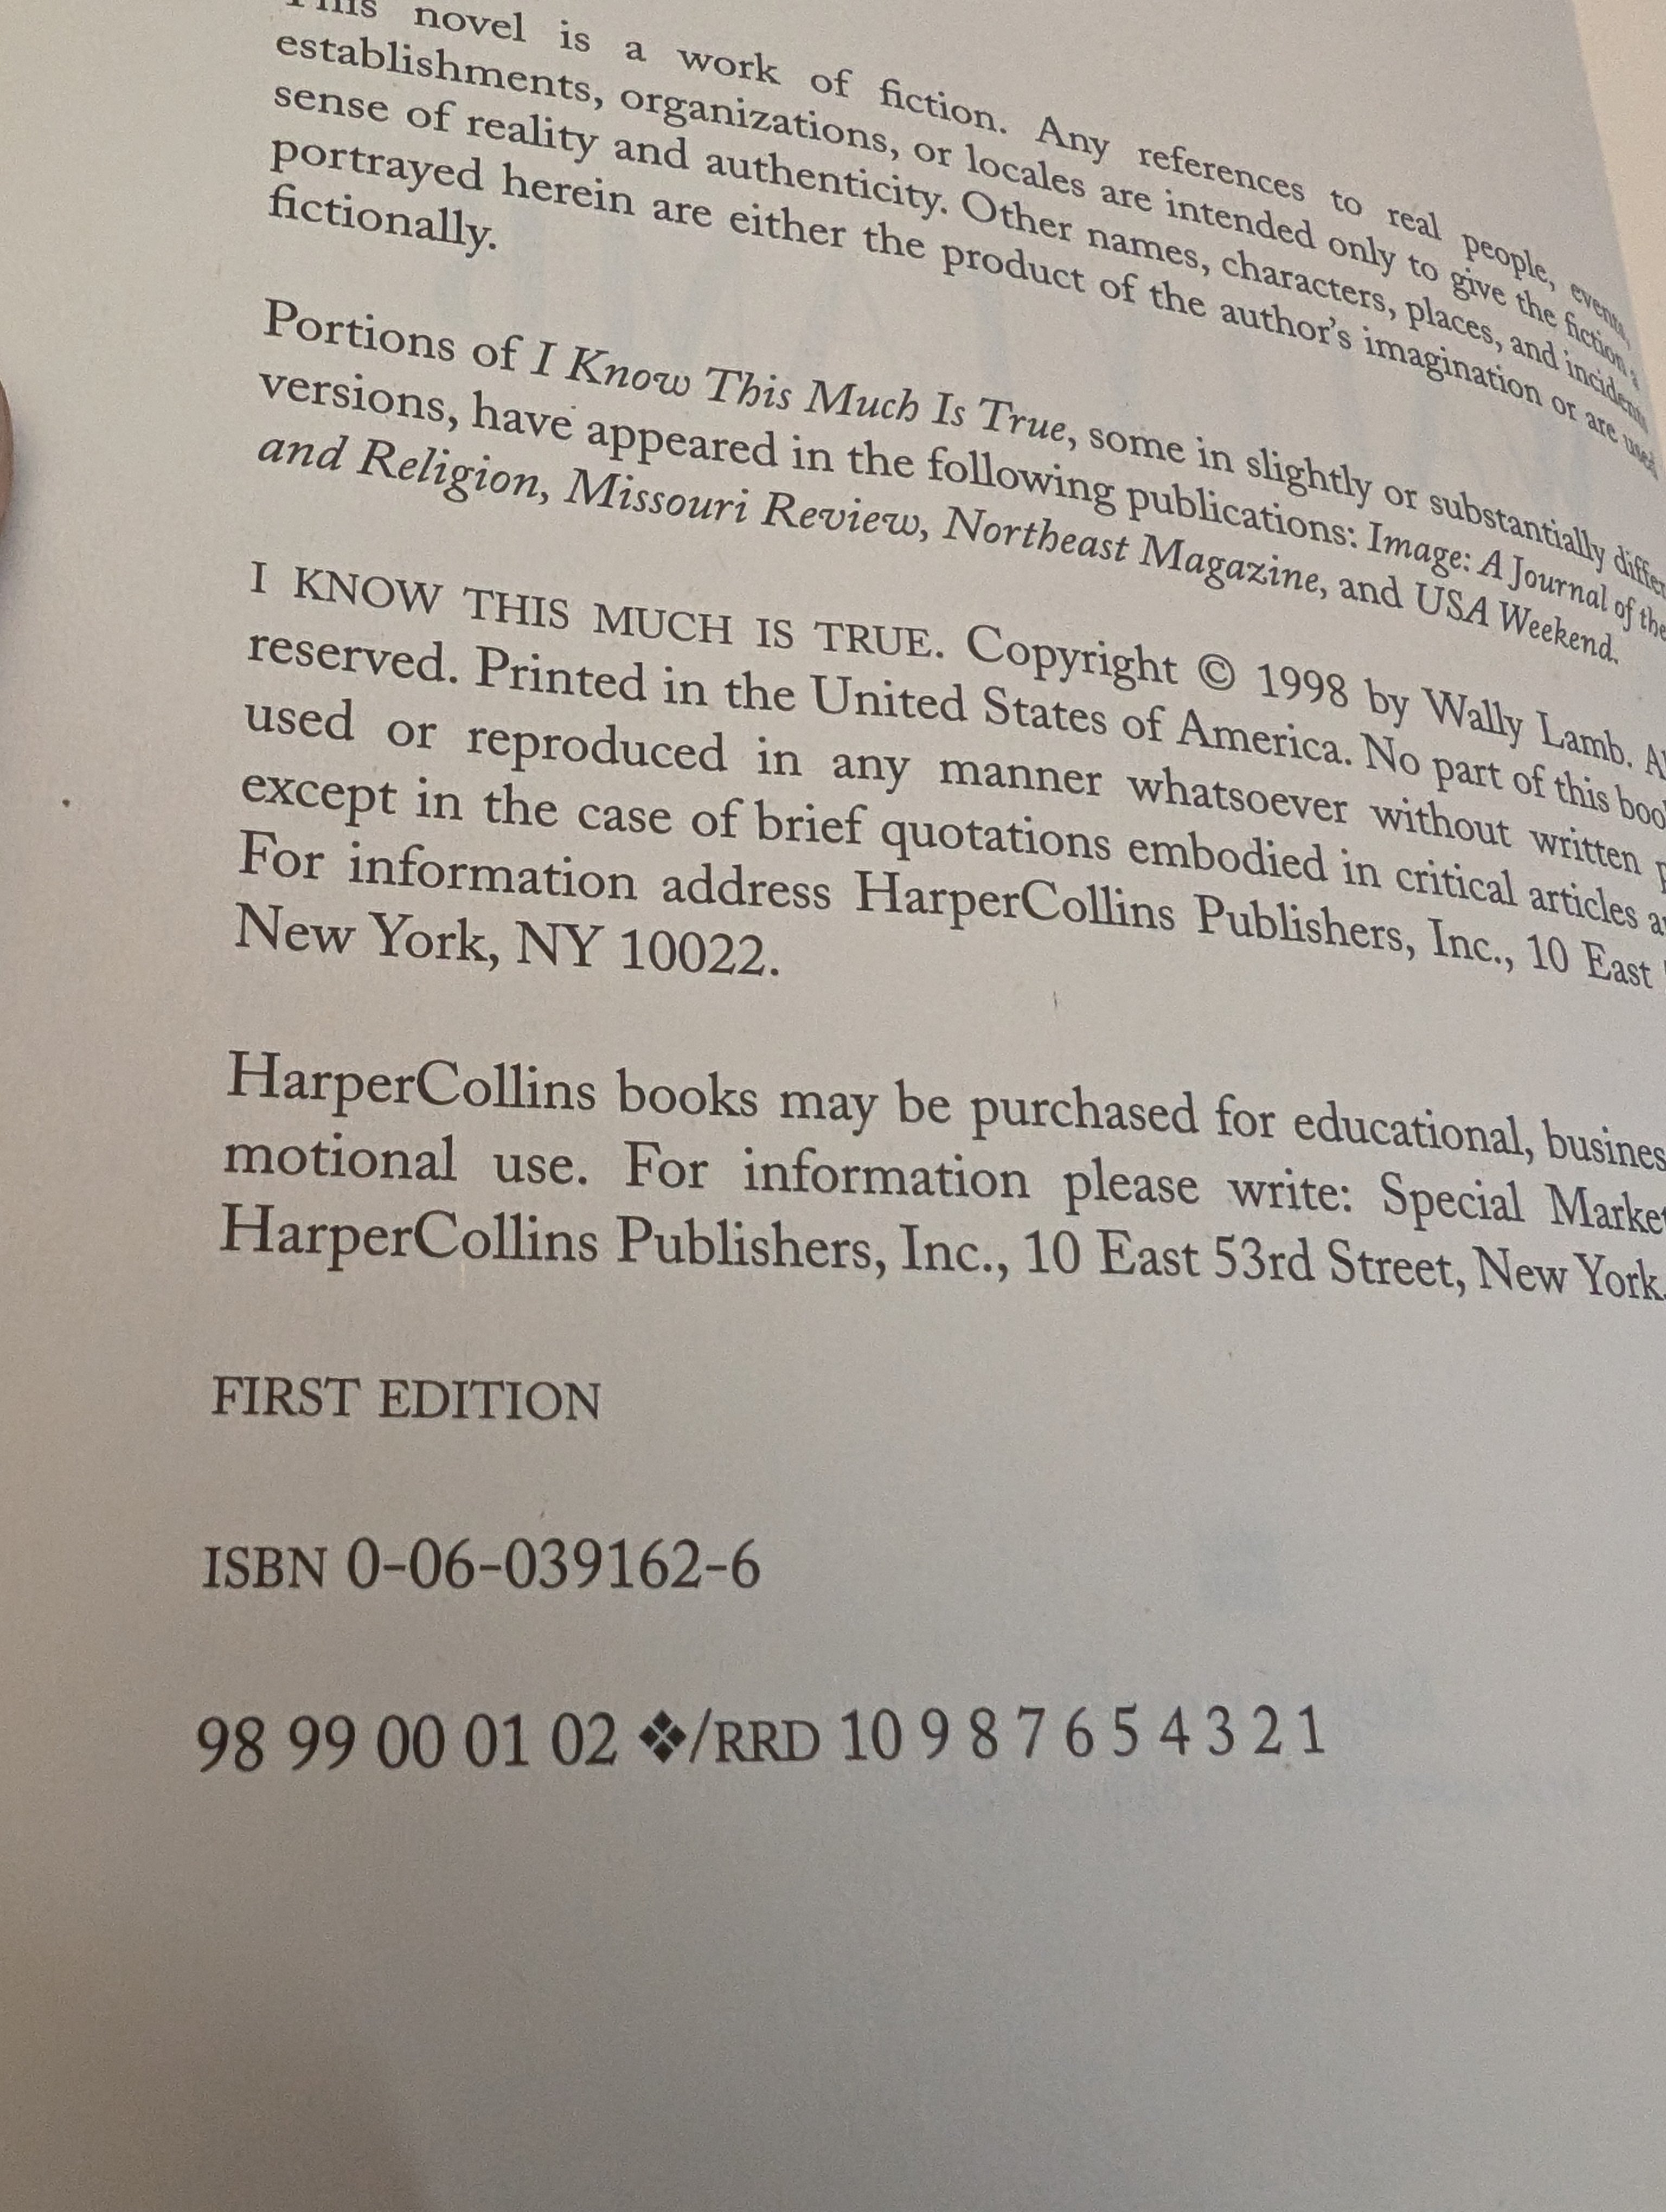 novel is a work of fiction. Any references to real people, events,
establishments, organizations, or locales are intended only to give the fiction a
sense of reality and authenticity. Other names, characters, places, and incidents
portrayed herein are either the product of the author's imagination or are used
fictionally.
Portions of I Know This Much Is True, some in slightly or substantially
versions, have appeared in the following publications: Image: A Journal of the
and Religion, Missouri Review, Northeast Magazine, and USA Weekend.
I KNOW THIS MUCH IS TRUE. Copyright © 1998 by Wally Lamb.
reserved. Printed in the United States of America. No part of this
used or reproduced in any manner whatsoever without written
except in the case of brief quotations embodied in critical articles
For information address HarperCollins Publishers, Inc., 10 East
New York, NY 10022.
HarperCollins books may be purchased for educational,
motional use. For information please write: Special
HarperCollins Publishers, Inc., 10 East 53rd Street, New York,
FIRST EDITION
ISBN 0-06-039162-6
98 99 00 01 02 ❖/RRD 10 9 8 7 6 5 4 3 2 1